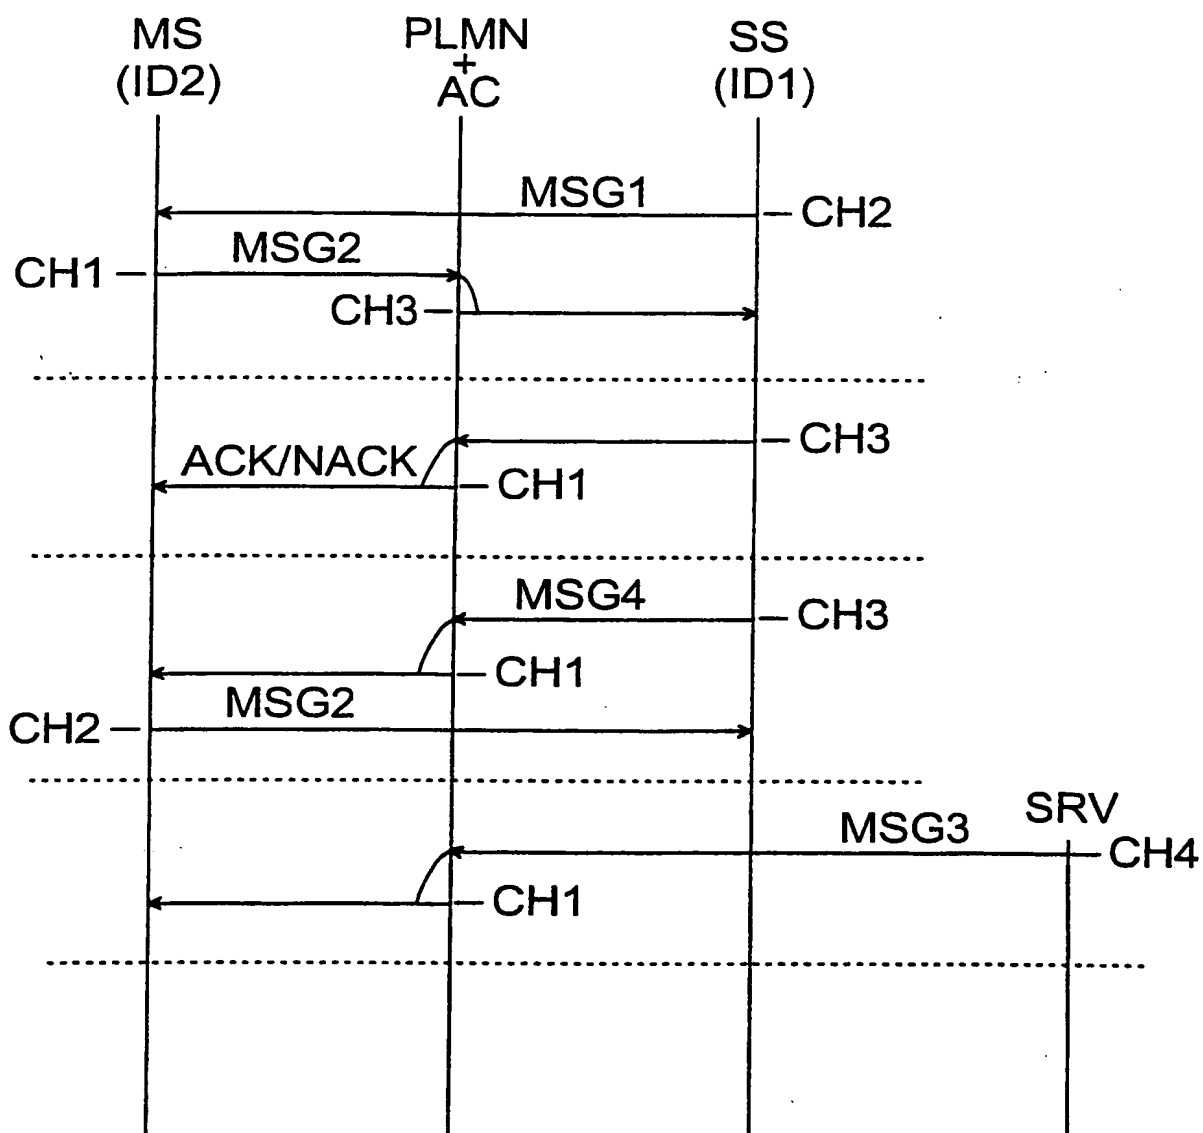 MS
(ID2)
PLMN
+
AC
SS
(ID1)
MSG1
CH2
MSG2
CH1
CH3
CH3
ACK/NACK
CH1
MSG4
CH3
CH1
MSG2
CH2
SRV
MSG3
CH4
CH1